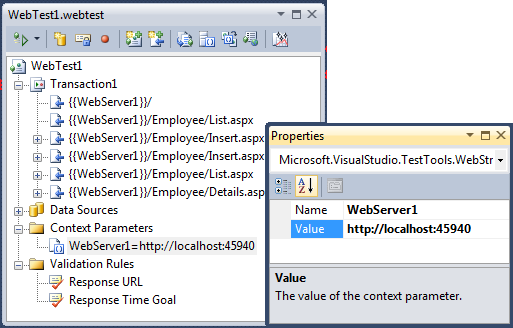 WebTest1.webtest
WebTest1
Transaction1
{{WebServer1}}/
{{WebServer1}}/Employee/List.aspx
{{WebServer1}}/Employee/Insert.aspx
{{WebServer1}}/Employee/Insert.aspx
{{WebServer1}}/Employee/List.aspx
{{WebServer1}}/Employee/Details.asp
Data Sources
Context Parameters
WebServer1=http://localhost:45940
Validation Rules
Response URL
Response Time Goal
Properties
Microsoft.VisualStudio.TestTools.WebStr
Name WebServer1
Value http://localhost:45940
Value
The value of the context parameter.